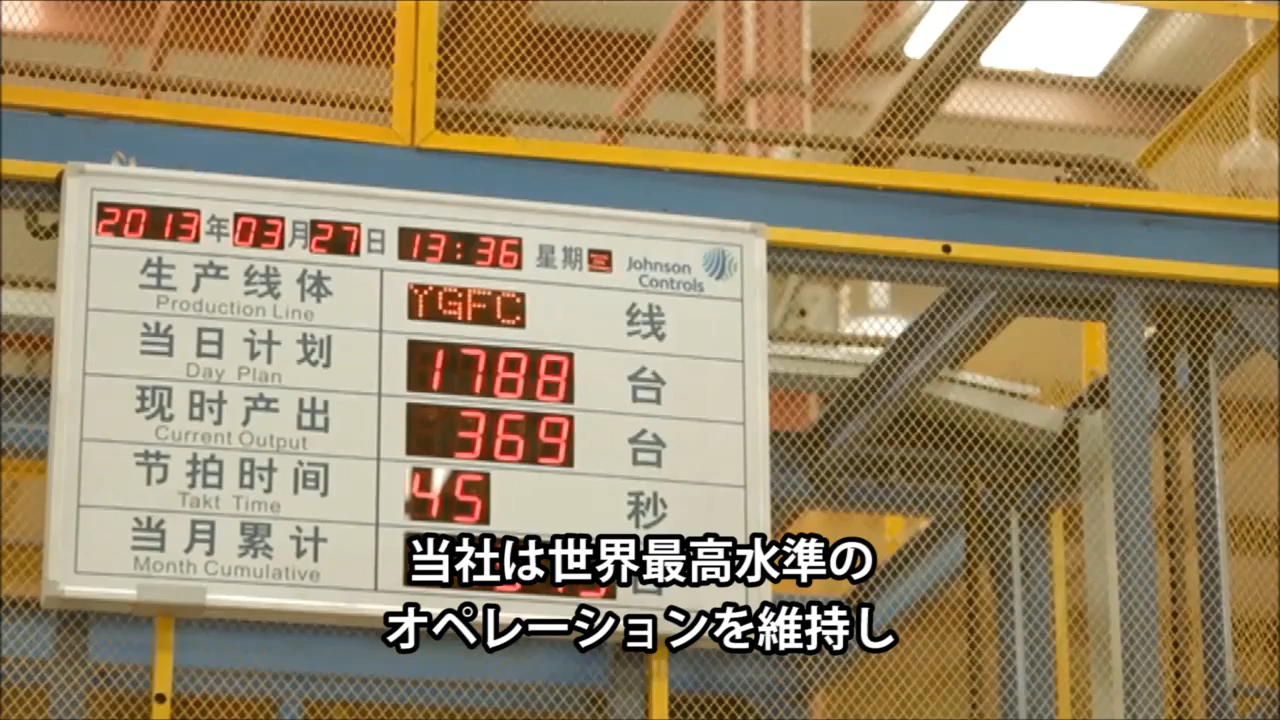 2013年03月27日 13:36 星期
Johnson Controls
生产线体 YGFC 线
Production Line
当日计划 1788 台
Day Plan
现时产出 369 台
Current Output
节拍时间 45 秒
Takt Time
当月累计
Month Cumulative
当社は世界最高水準の
オペレーションを維持し